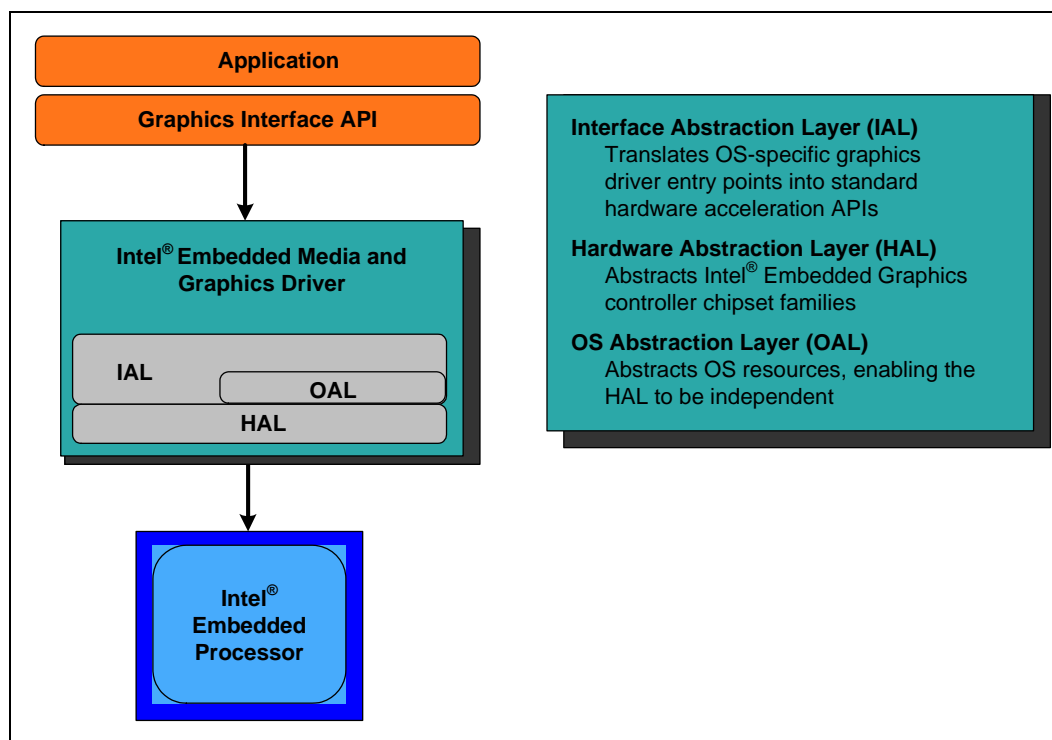 Application
Graphics Interface API
Intel® Embedded Media and
Graphics Driver
IAL
OAL
HAL
Intel®
Embedded
Processor
Interface Abstraction Layer (IAL)
Translates OS-specific graphics
driver entry points into standard
hardware acceleration APIs
Hardware Abstraction Layer (HAL)
Abstracts Intel® Embedded Graphics
controller chipset families
OS Abstraction Layer (OAL)
Abstracts OS resources, enabling the
HAL to be independent